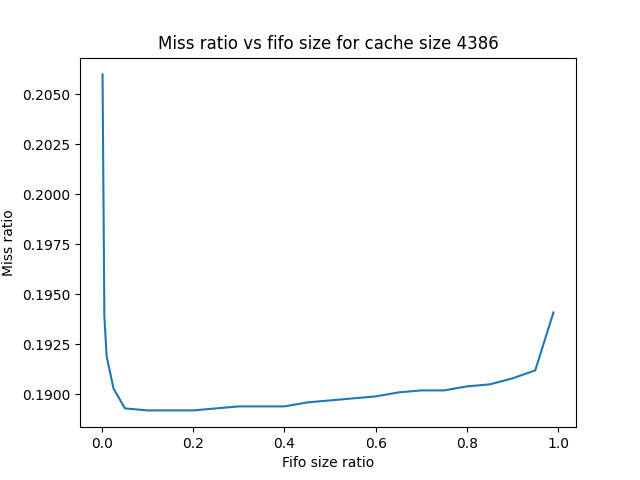 Miss ratio vs fifo size for cache size 4386
Miss ratio
0.2050
0.2025
0.2000
0.1975
0.1950
0.1925
0.1900
0.0 0.2 0.4 0.6 0.8 1.0
Fifo size ratio